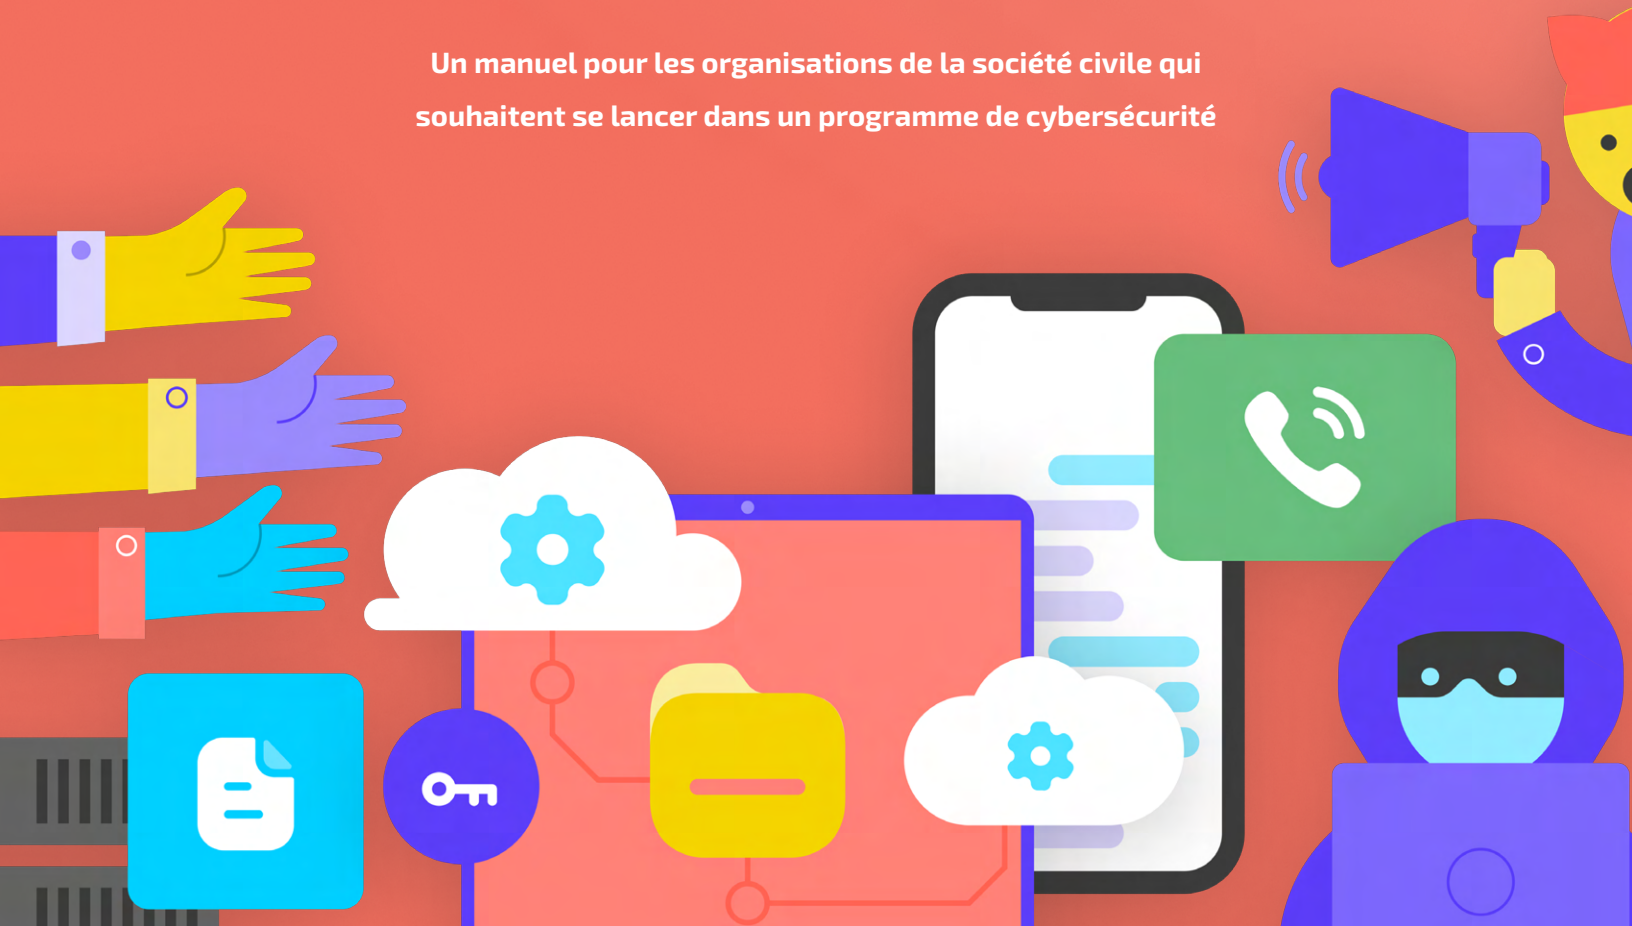 Un manuel pour les organisations de la société civile qui
souhaitent se lancer dans un programme de cybersécurité